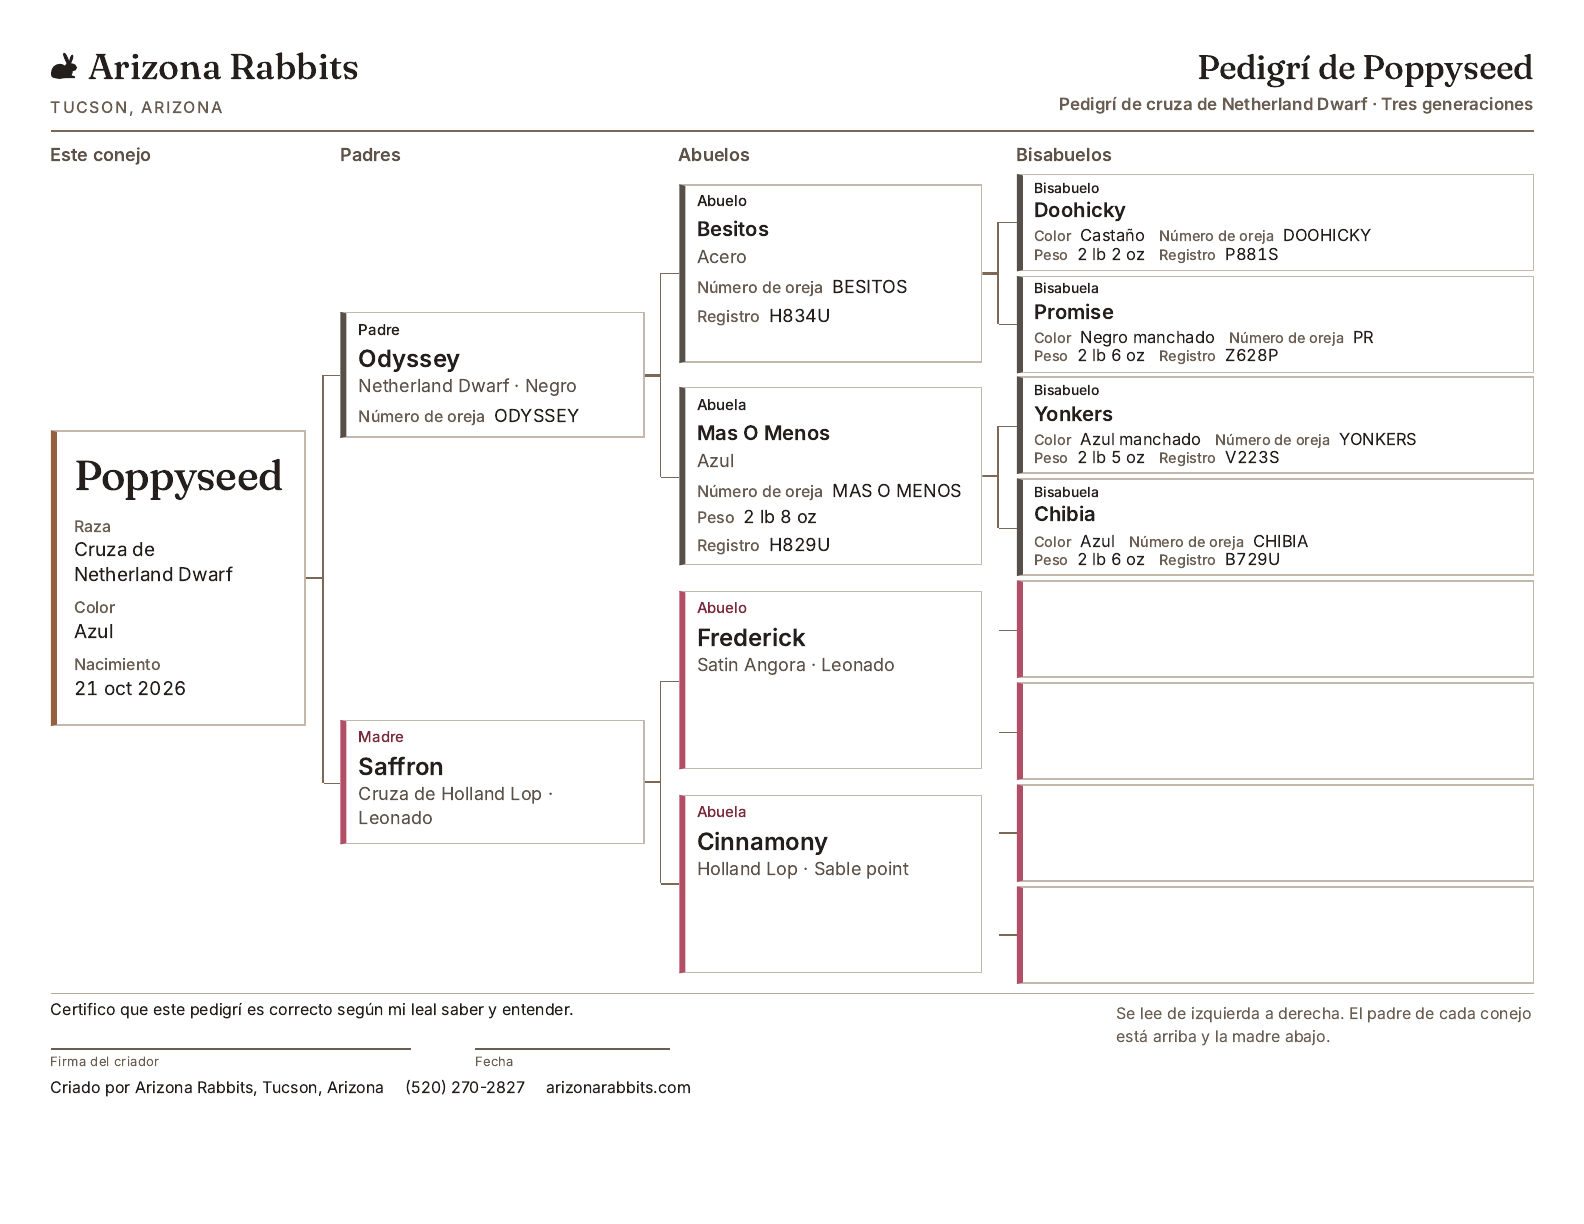 Arizona Rabbits
TUCSON, ARIZONA
Pedigrí de Poppyseed
Pedigrí de cruza de Netherland Dwarf · Tres generaciones
Este conejo
Padres
Abuelos
Bisabuelos
Poppyseed
Raza
Cruza de
Netherland Dwarf
Color
Azul
Nacimiento
21 oct 2026
Padre
Odyssey
Netherland Dwarf · Negro
Número de oreja ODYSSEY
Madre
Saffron
Cruza de Holland Lop ·
Leonado
Abuelo
Besitos
Acero
Número de oreja BESITOS
Registro H834U
Abuela
Mas O Menos
Azul
Número de oreja MAS O MENOS
Peso 2 lb 8 oz
Registro H829U
Abuelo
Frederick
Satin Angora · Leonado
Abuela
Cinnamony
Holland Lop · Sable point
Bisabuelo
Doohicky
Color Castaño Número de oreja DOOHICKY
Peso 2 lb 2 oz Registro P881S
Bisabuela
Promise
Color Negro manchado Número de oreja PR
Peso 2 lb 6 oz Registro Z628P
Bisabuelo
Yonkers
Color Azul manchado Número de oreja YONKERS
Peso 2 lb 5 oz Registro V223S
Bisabuela
Chibia
Color Azul Número de oreja CHIBIA
Peso 2 lb 6 oz Registro B729U
Certifico que este pedigrí es correcto según mi leal saber y entender.
Firma del criador
Fecha
Criado por Arizona Rabbits, Tucson, Arizona (520) 270-2827 arizonarabbits.com
Se lee de izquierda a derecha. El padre de cada conejo
está arriba y la madre abajo.